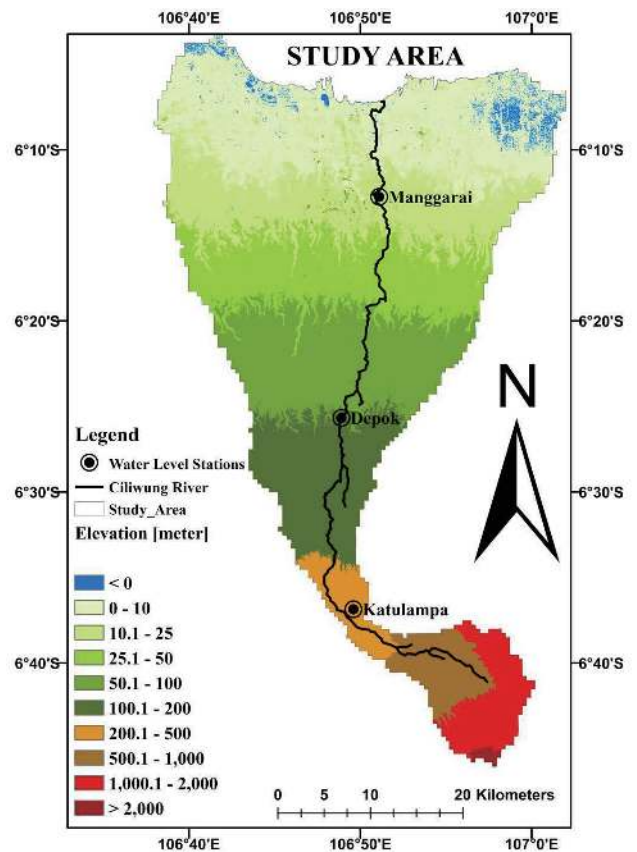 106°40'E 106°50'E 107°0'E
STUDY AREA
6°10'S 6°10'S
Manggarai
6°20'S 6°20'S
N
Depok
Legend
Water Level Stations
Ciliwung River
Study_Area
Elevation [meter]
6°30'S 6°30'S
< 0
0 - 10
10.1 - 25
25.1 - 50
50.1 - 100
100.1 - 200
200.1 - 500
500.1 - 1,000
1,000.1 - 2,000
> 2,000
Katulampa
6°40'S 6°40'S
0 5 10 20 Kilometers
106°40'E 106°50'E 107°0'E